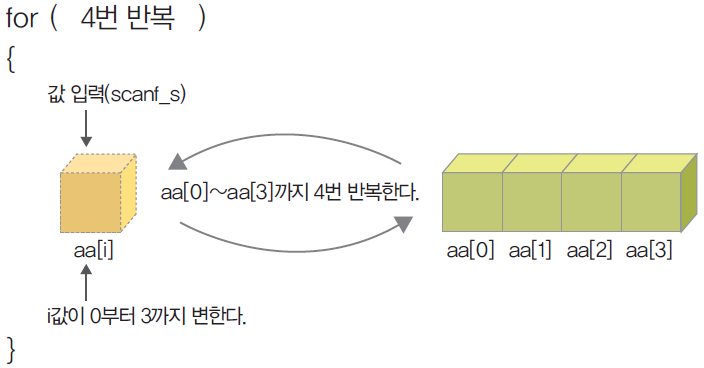 for ( 4번 반복 )
{
값 입력(scanf_s)
aa[0]~aa[3]까지 4번 반복한다.
aa[i]
aa[0] aa[1] aa[2] aa[3]
i값이 0부터 3까지 변한다.
}